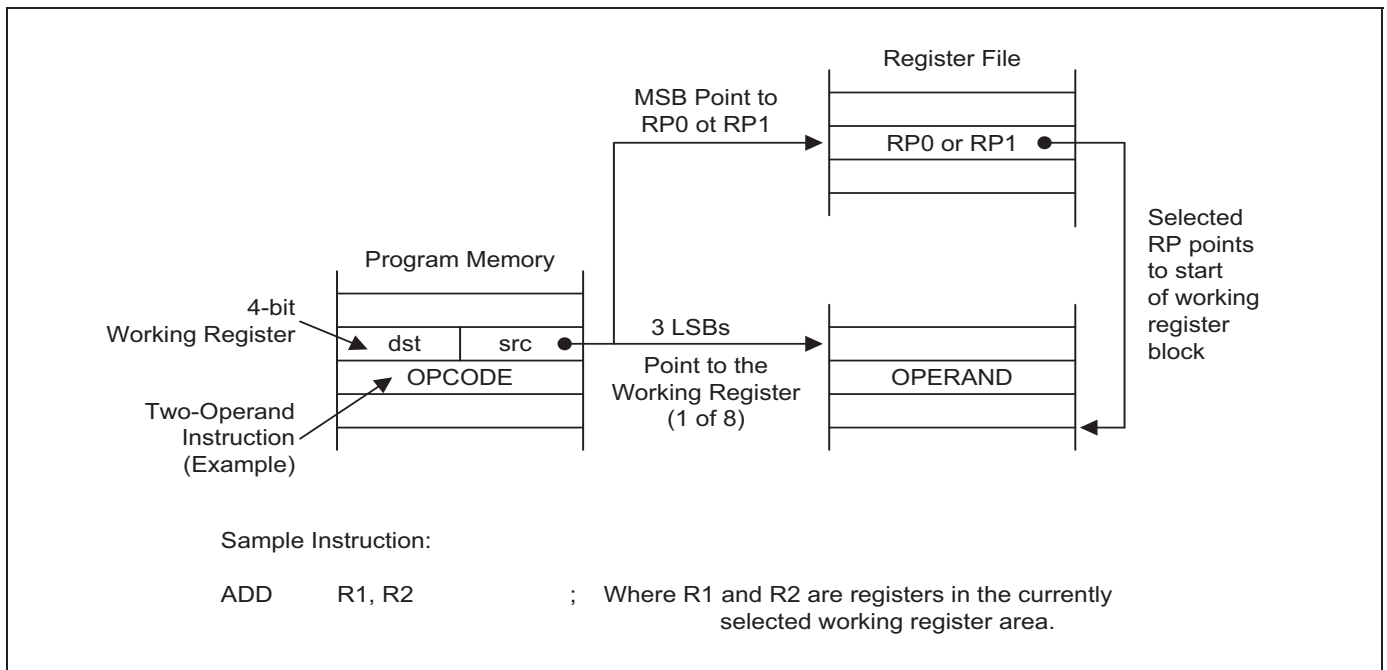 Register File
MSB Point to
RP0 ot RP1
RP0 or RP1
Selected
RP points
to start
of working
register
block
Program Memory
4-bit
Working Register
dst src
3 LSBs
Point to the
Working Register
(1 of 8)
OPCODE
OPERAND
Two-Operand
Instruction
(Example)
Sample Instruction:
ADD R1, R2 ; Where R1 and R2 are registers in the currently
selected working register area.